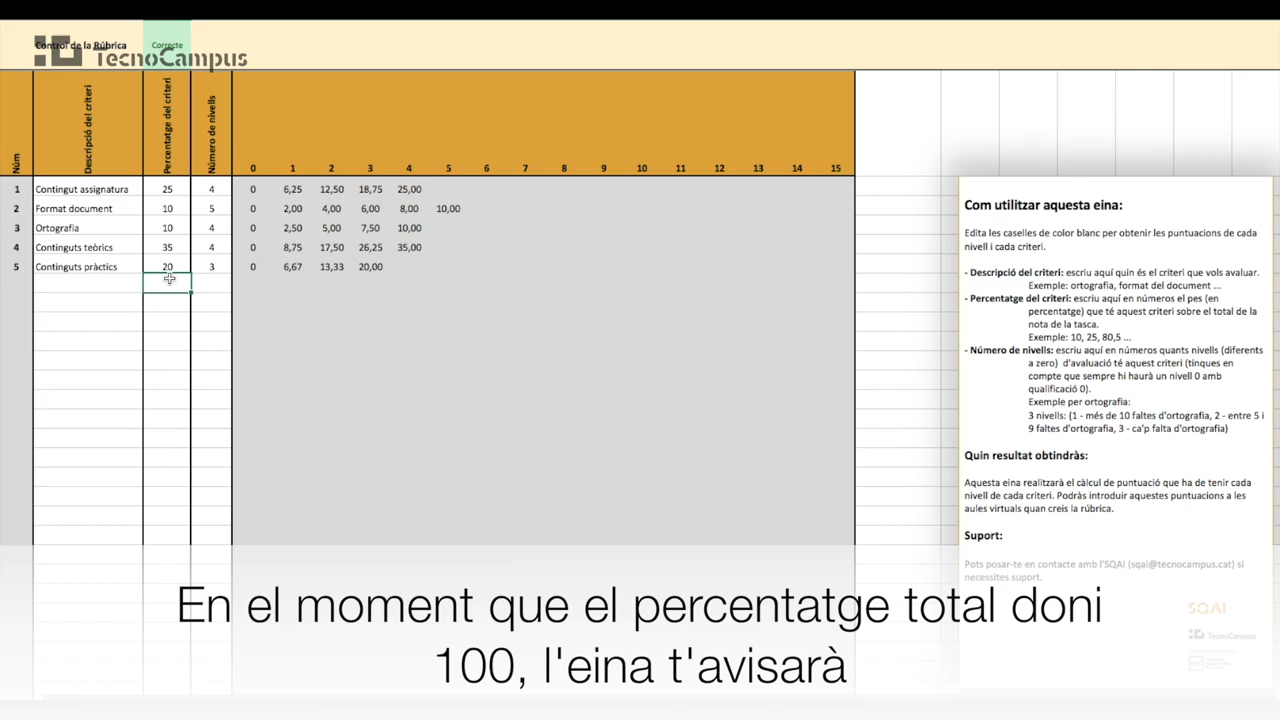 Control de la Rúbrica Correcte
TecnoCampus
Núm Descripció del criteri Percentatge del criteri Número de nivells 0 1 2 3 4 5 6 7 8 9 10 11 12 13 14 15
1 Contingut assignatura 25 4 0 6,25 12,50 18,75 25,00
2 Format document 10 5 0 2,00 4,00 6,00 8,00 10,00
3 Ortografia 10 4 0 2,50 5,00 7,50 10,00
4 Continguts teòrics 35 4 0 8,75 17,50 26,25 35,00
5 Continguts pràctics 20 3 0 6,67 13,33 20,00
Com utilitzar aquesta eina:
Edita les caselles de color blanc per obtenir les puntuacions de cada
nivell i cada criteri.
- Descripció del criteri: escriu aquí quin és el criteri que vols avaluar.
Exemple: ortografia, format del document ...
- Percentatge del criteri: escriu aquí en números el pes (en
percentatge) que té aquest criteri sobre el total de la
nota de la tasca.
Exemple: 10, 25, 80,5 ...
- Número de nivells: escriu aquí en números quants nivells (diferents
a zero) d'avaluació té aquest criteri (tinques en
compte que sempre hi haurà un nivell 0 amb
qualificació 0).
Exemple per ortografia:
3 nivells: (1 - més de 10 faltes d'ortografia, 2 - entre 5 i
9 faltes d'ortografia, 3 - ca'p falta d'ortografia)
Quin resultat obtindràs:
Aquesta eina realitzarà el càlcul de puntuació que ha de tenir cada
nivell de cada criteri. Podràs introduir aquestes puntuacions a les
aules virtuals quan creis la rúbrica.
Suport:
Pots posar-te en contacte amb l'SQAI (sqai@tecnocampus.cat) si
necessites suport.
SQAI
TecnoCampus
En el moment que el percentatge total doni
100, l'eina t'avisarà